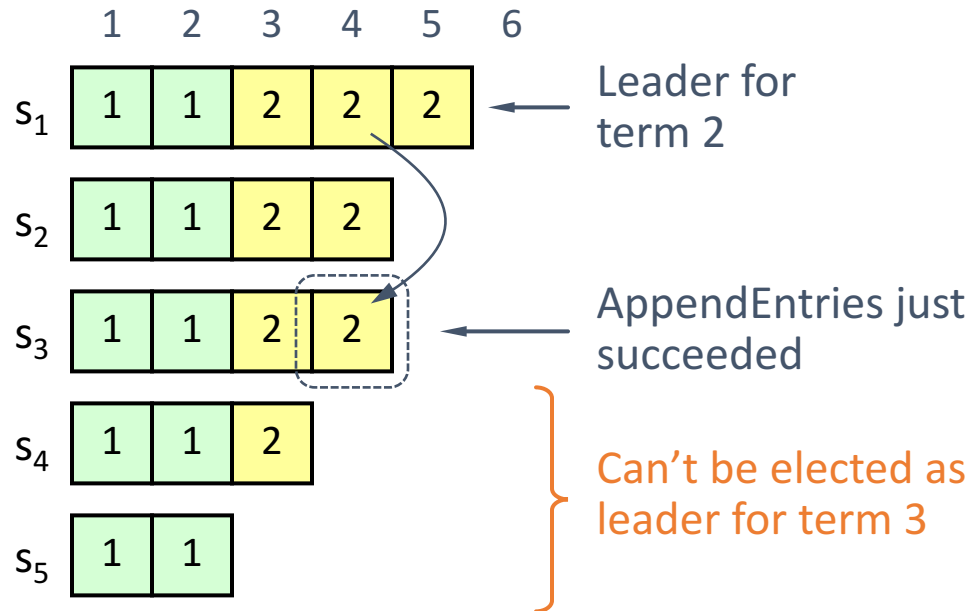 1 2 3 4 5 6
s1 1 1 2 2 2
Leader for
term 2
s2 1 1 2 2
s3 1 1 2 2
AppendEntries just
succeeded
s4 1 1 2
Can’t be elected as
leader for term 3
s5 1 1